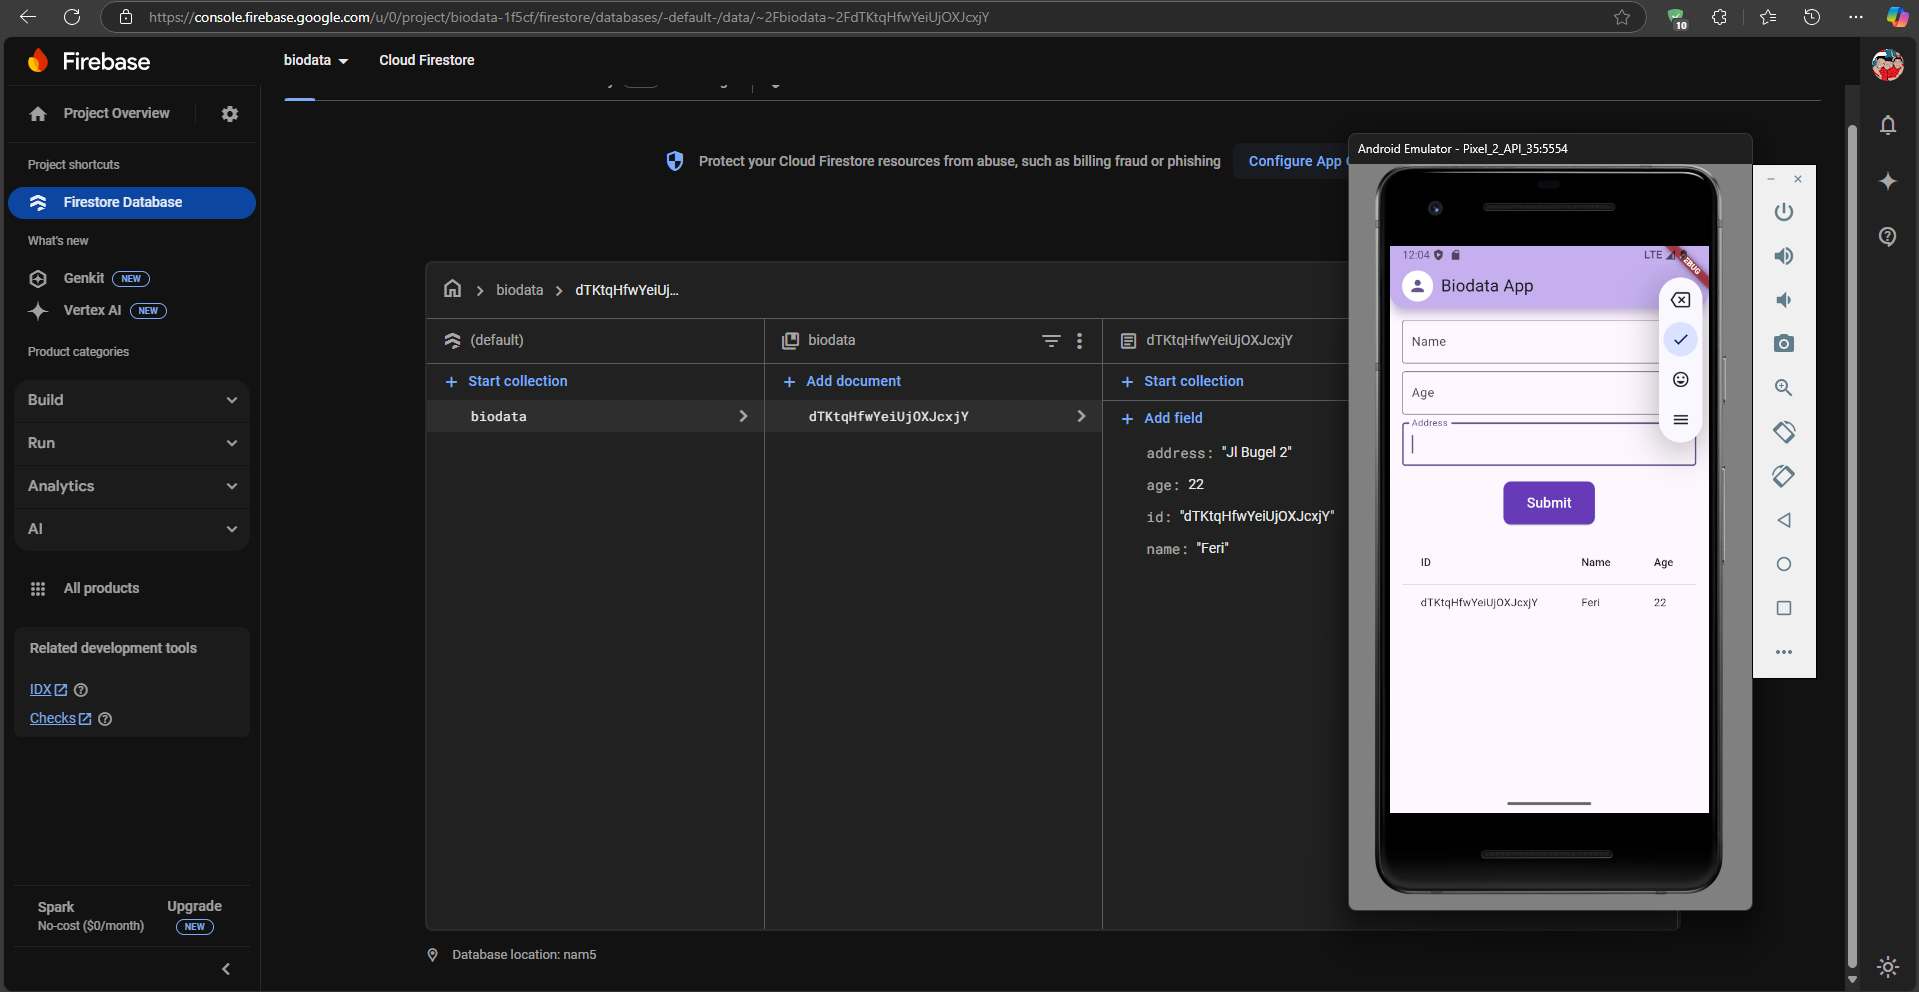 https://console.firebase.google.com/u/0/project/biodata-1f5cf/firestore/databases/-default-/data/~2Fbiodata~2FdTKtqHfwYeiUjOXJcxjY
10
Firebase
biodata
Cloud Firestore
Project Overview
Project shortcuts
Firestore Database
What's new
Genkit NEW
Vertex AI NEW
Product categories
Build
Run
Analytics
AI
All products
Related development tools
IDX
Checks
Spark
No-cost ($0/month)
Upgrade
NEW
Protect your Cloud Firestore resources from abuse, such as billing fraud or phishing
Configure App
biodata
dTKtqHfwYeiUj...
(default)
Start collection
biodata
biodata
Add document
dTKtqHfwYeiUjOXJcxjY
dTKtqHfwYeiUjOXJcxjY
Start collection
Add field
address: "Jl Bugel 2"
age: 22
id: "dTKtqHfwYeiUjOXJcxjY"
name: "Feri"
Database location: nam5
Android Emulator - Pixel_2_API_35:5554
12:04
LTE
Biodata App
Name
Age
Address
Submit
ID Name Age
dTKtqHfwYeiUjOXJcxjY Feri 22